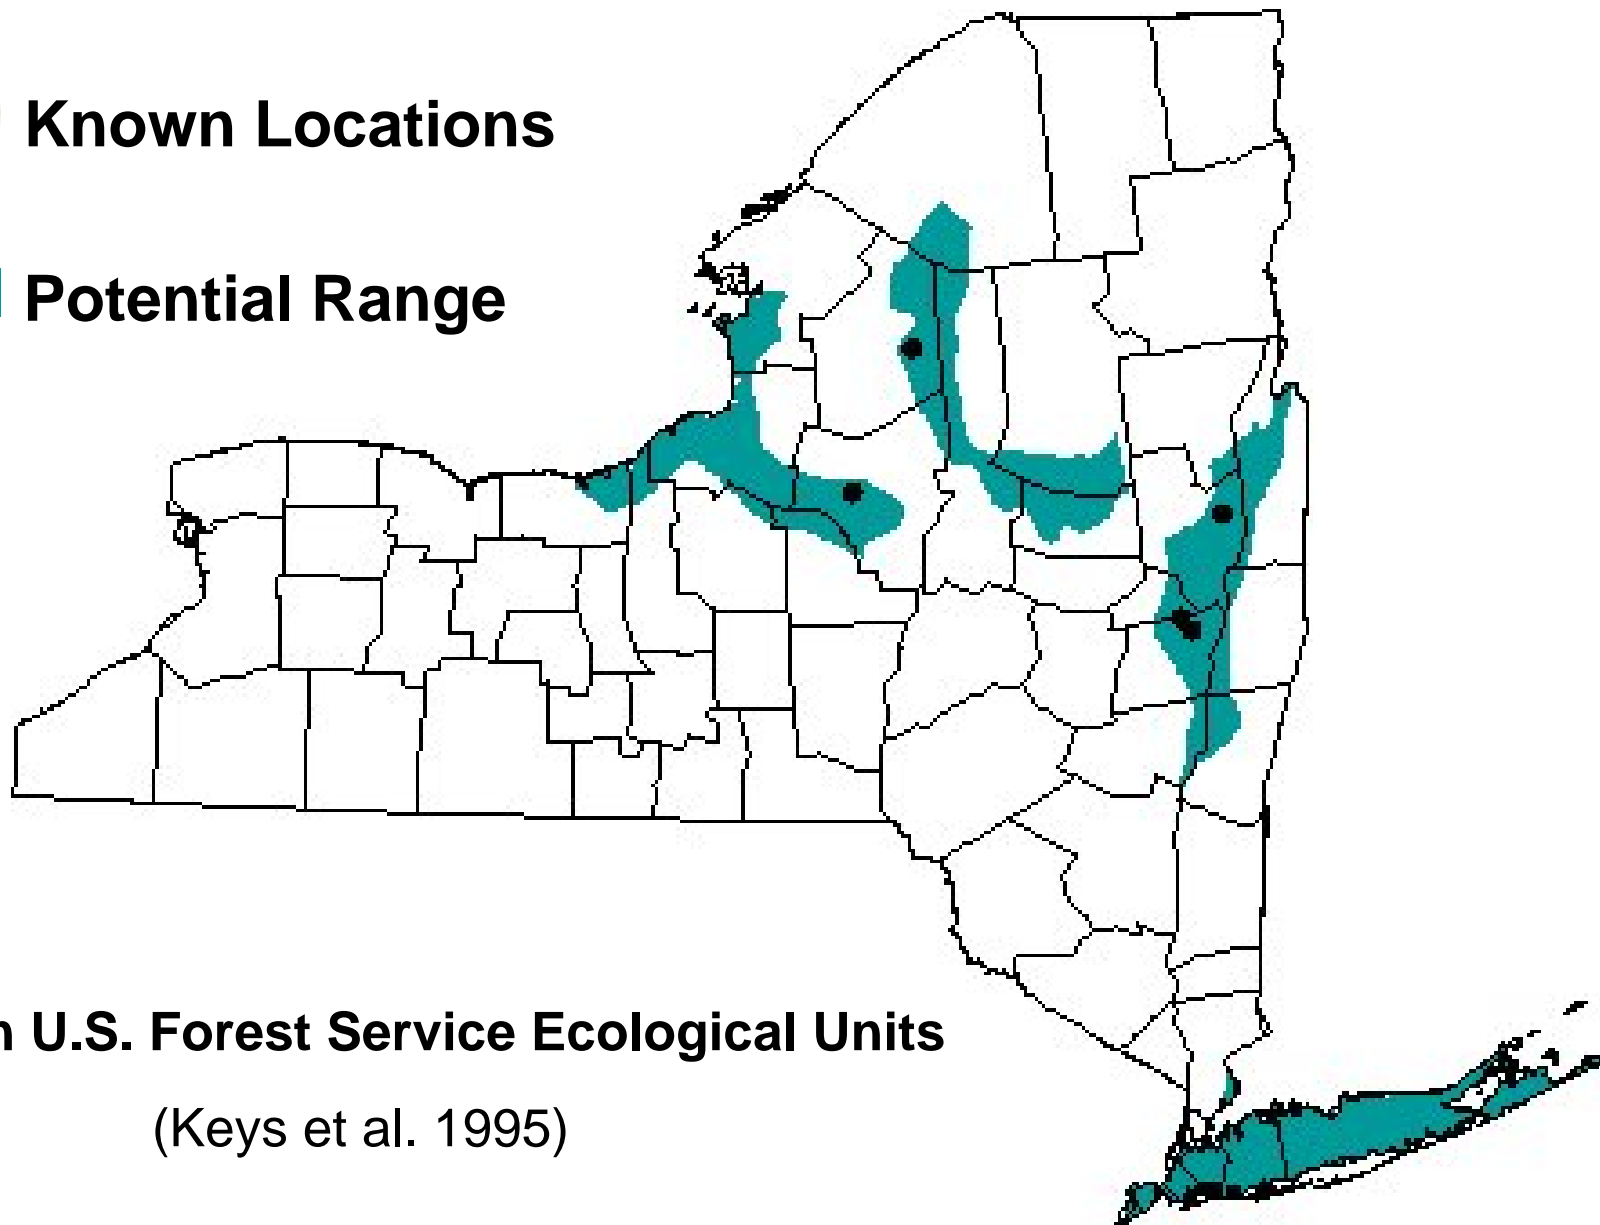 Known Locations
Potential Range
U.S. Forest Service Ecological Units
(Keys et al. 1995)